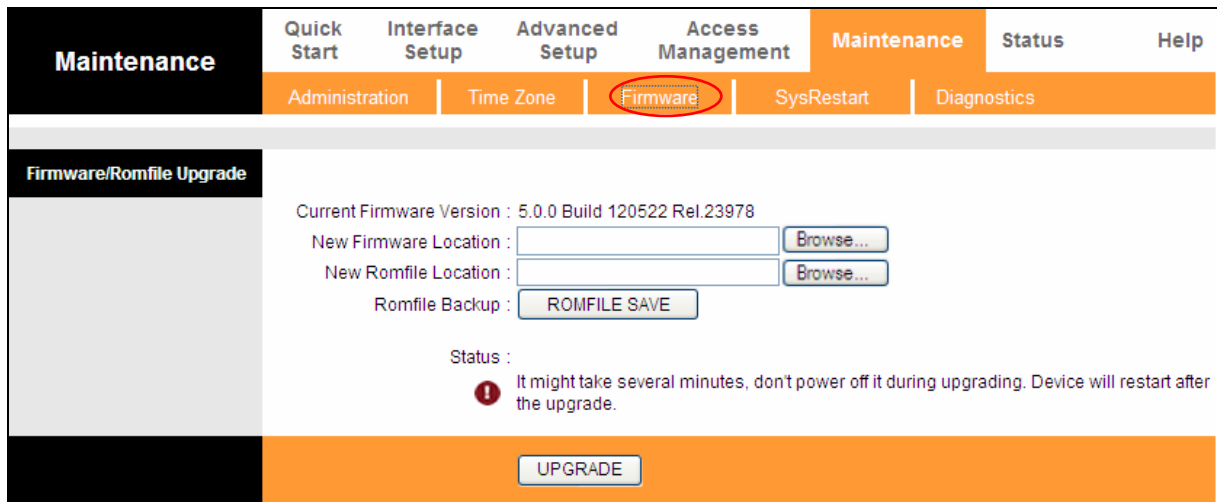 Maintenance
Quick Start
Interface Setup
Advanced Setup
Access Management
Maintenance
Status
Help
Administration
Time Zone
Firmware
SysRestart
Diagnostics
Firmware/Romfile Upgrade
Current Firmware Version : 5.0.0 Build 120522 Rel.23978
New Firmware Location : Browse...
New Romfile Location : Browse...
Romfile Backup : ROMFILE SAVE
Status :
It might take several minutes, don't power off it during upgrading. Device will restart after
the upgrade.
UPGRADE